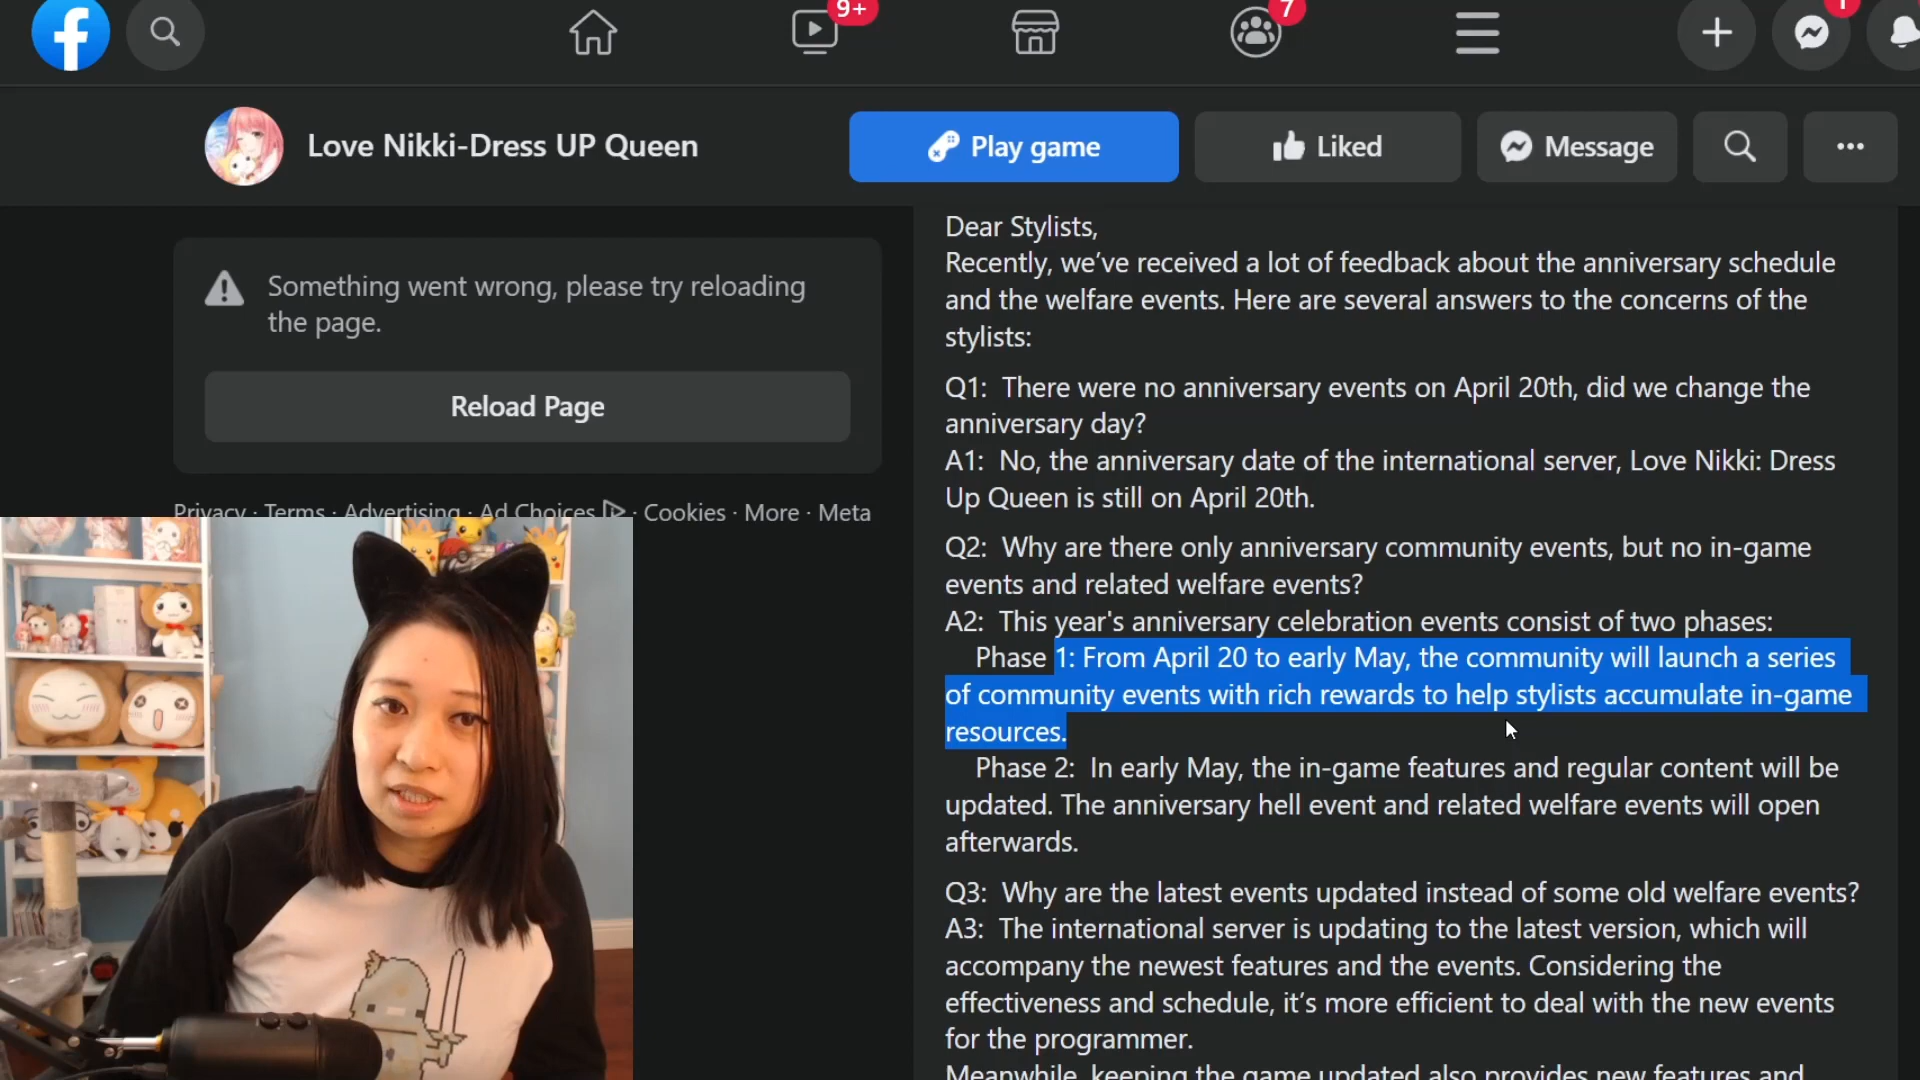 9+
7
1
Love Nikki-Dress UP Queen
Play game
Liked
Message
Something went wrong, please try reloading
the page.
Reload Page
Privacy · Terms · Advertising · Ad Choices · Cookies · More · Meta
Dear Stylists,
Recently, we've received a lot of feedback about the anniversary schedule
and the welfare events. Here are several answers to the concerns of the
stylists:
Q1: There were no anniversary events on April 20th, did we change the
anniversary day?
A1: No, the anniversary date of the international server, Love Nikki: Dress
Up Queen is still on April 20th.
Q2: Why are there only anniversary community events, but no in-game
events and related welfare events?
A2: This year's anniversary celebration events consist of two phases:
Phase 1: From April 20 to early May, the community will launch a series
of community events with rich rewards to help stylists accumulate in-game
resources.
Phase 2: In early May, the in-game features and regular content will be
updated. The anniversary hell event and related welfare events will open
afterwards.
Q3: Why are the latest events updated instead of some old welfare events?
A3: The international server is updating to the latest version, which will
accompany the newest features and the events. Considering the
effectiveness and schedule, it's more efficient to deal with the new events
for the programmer.
Meanwhile, keeping the game updated also provides new features and